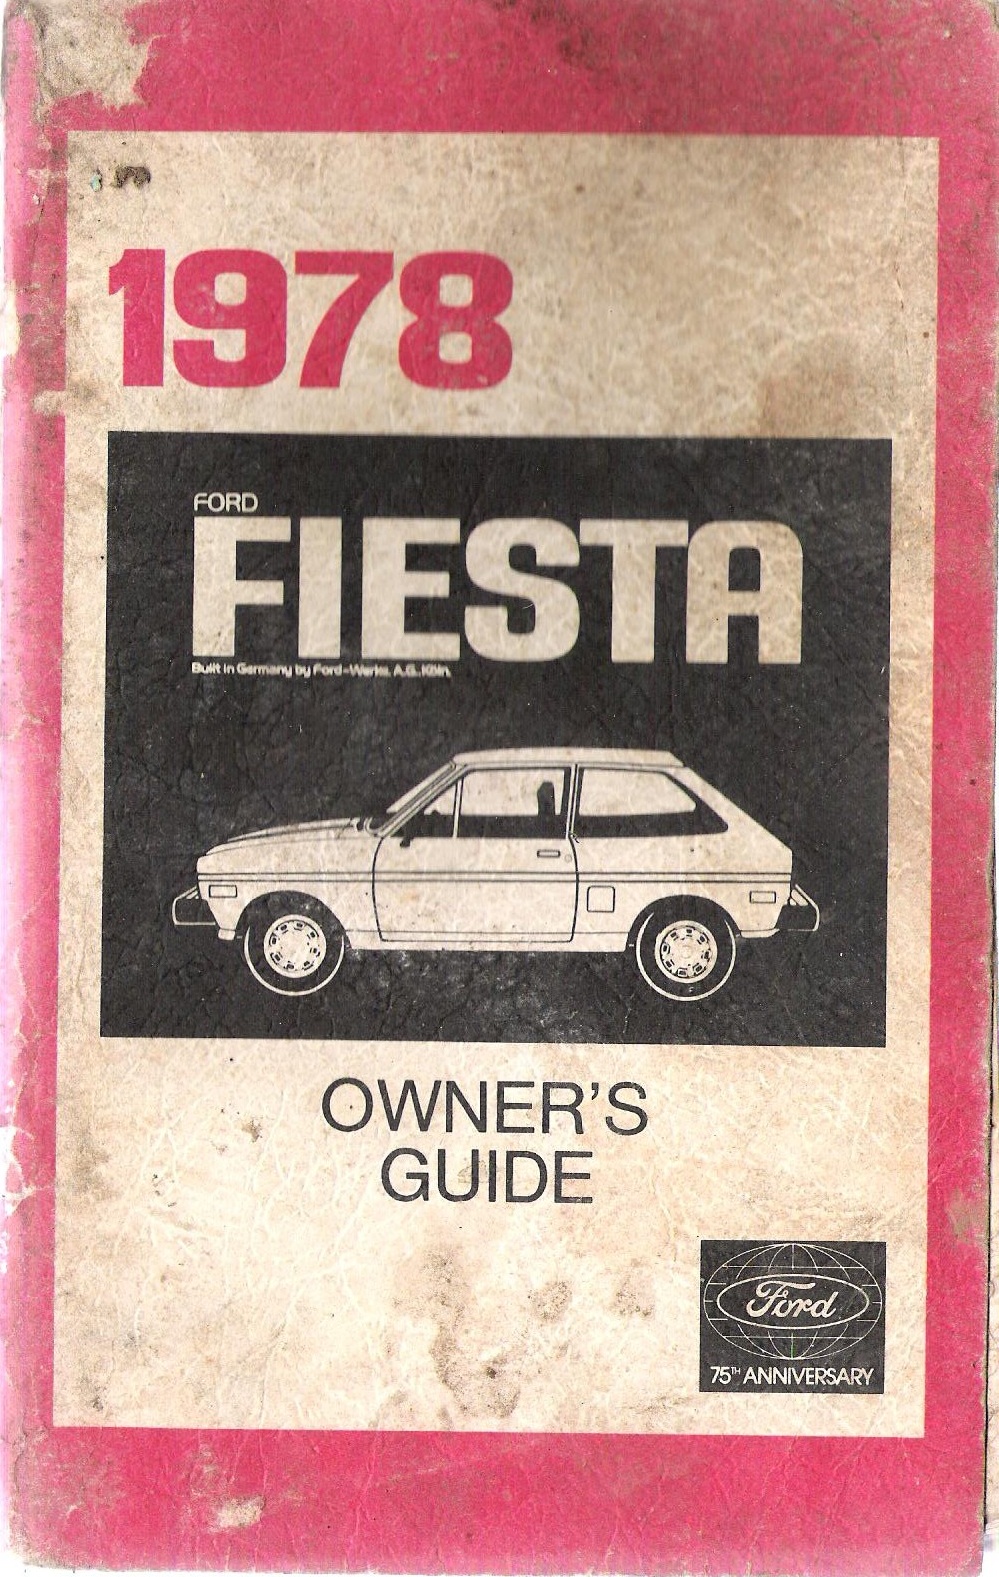 1978
FORD
FIESTA
Built in Germany by Ford-Werke, A.G., Köln.
OWNER'S
GUIDE
Ford
75TH ANNIVERSARY